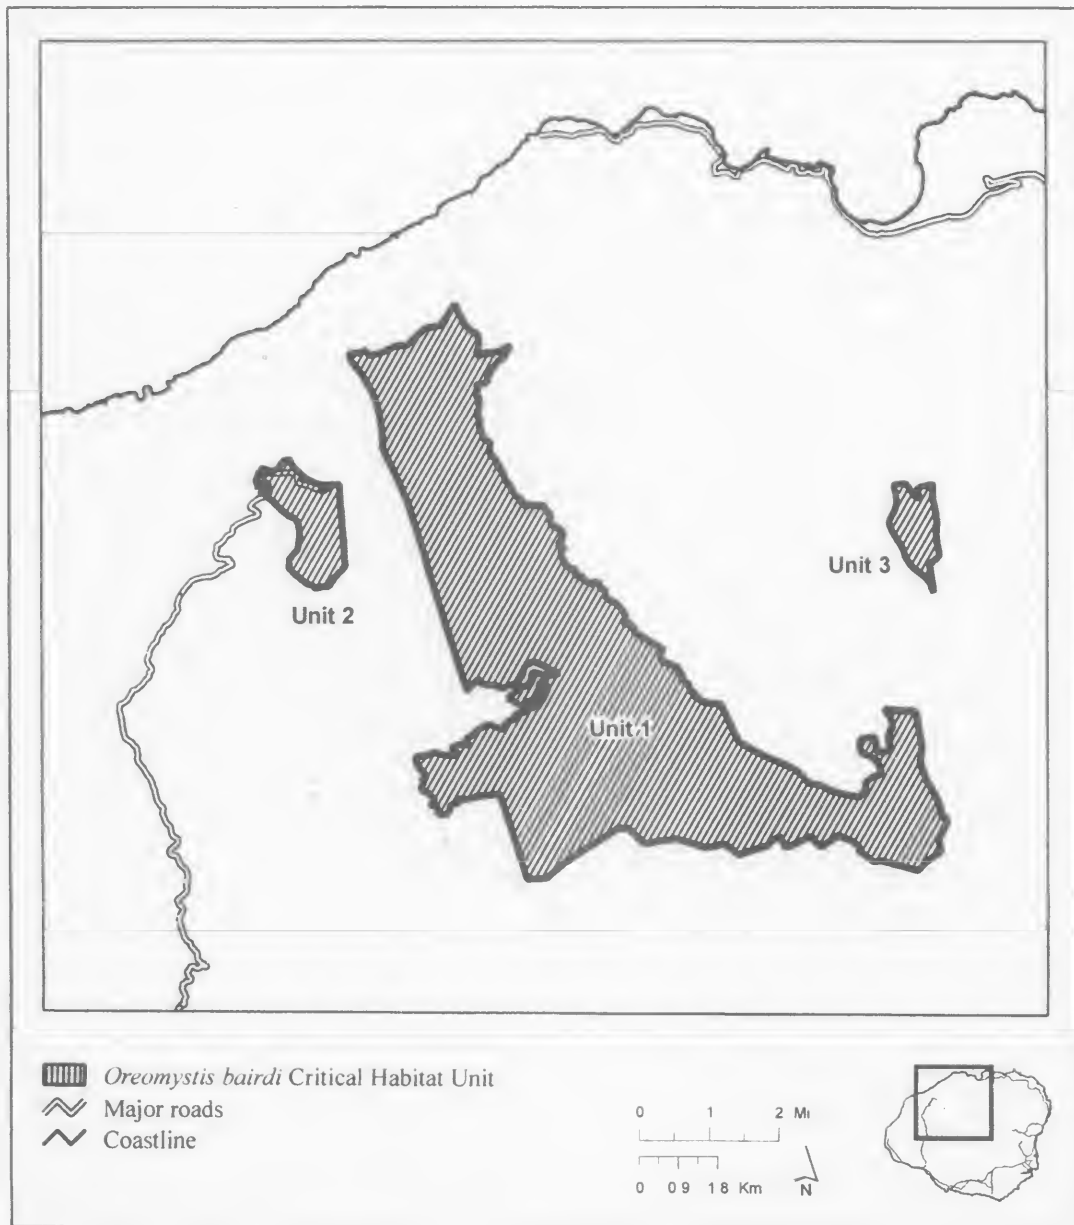 Unit 3
Unit 2
Unit 1
Oreomystis bairdi Critical Habitat Unit
Major roads
Coastline
0 1 2 Mi
0 0 9 1 8 Km
N